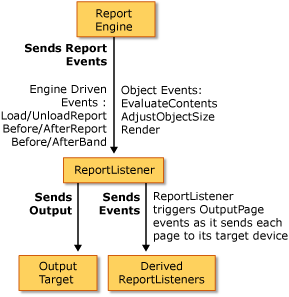 Report
Engine
Sends Report
Events
Engine Driven
Events :
Load/UnloadReport
Before/AfterReport
Before/AfterBand
Object Events:
EvaluateContents
AdjustObjectSize
Render
ReportListener
Sends
Output
Sends
Events
ReportListener
triggers OutputPage
events as it sends each
page to its target device
Output
Target
Derived
ReportListeners